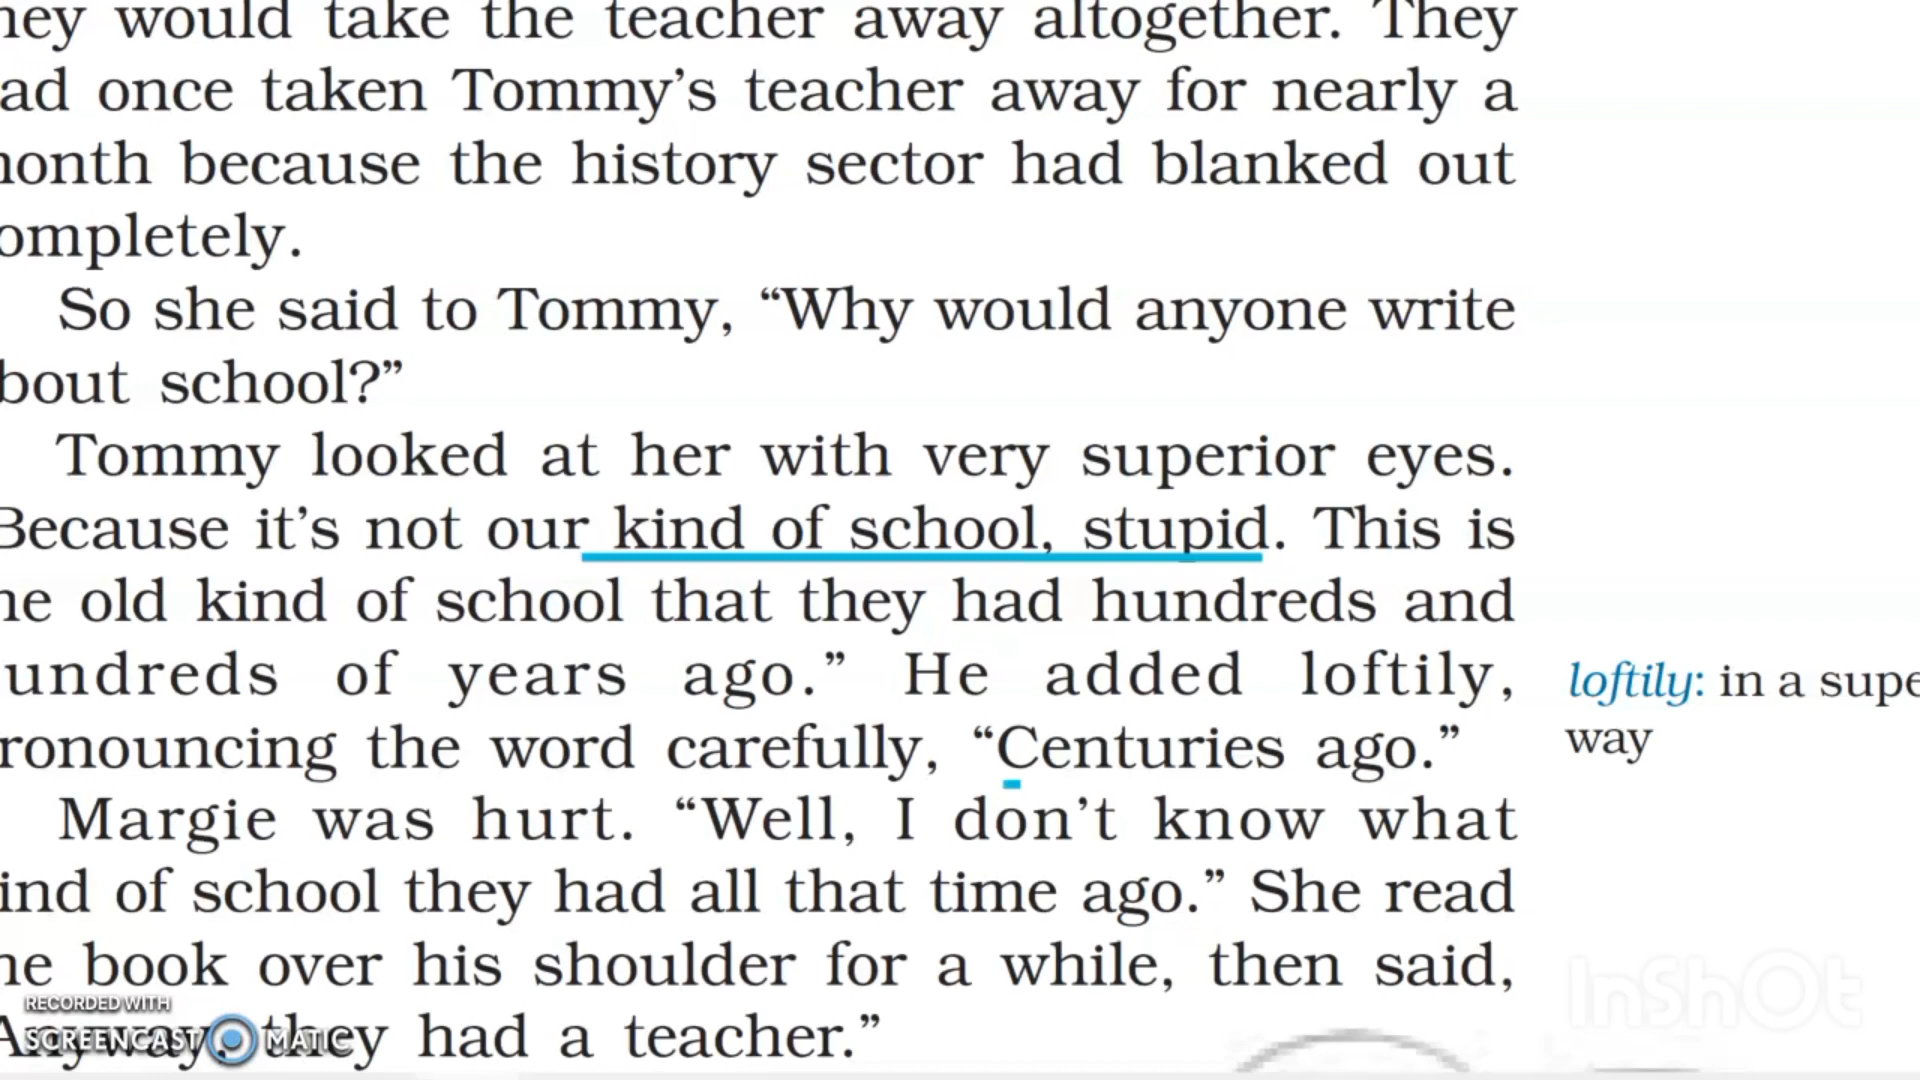 hey would take the teacher away altogether. They
ad once taken Tommy's teacher away for nearly a
onth because the history sector had blanked out
ompletely.
So she said to Tommy, “Why would anyone write
bout school?”
Tommy looked at her with very superior eyes.
Because it's not our kind of school, stupid. This is
he old kind of school that they had hundreds and
undreds of years ago.” He added loftily,
ronouncing the word carefully, “Centuries ago.”
loftily: in a supe
way
Margie was hurt. “Well, I don't know what
ind of school they had all that time ago.” She read
he book over his shoulder for a while, then said,
Anyway, they had a teacher.”
RECORDED WITH
SCREENCAST MATIC
InShOt